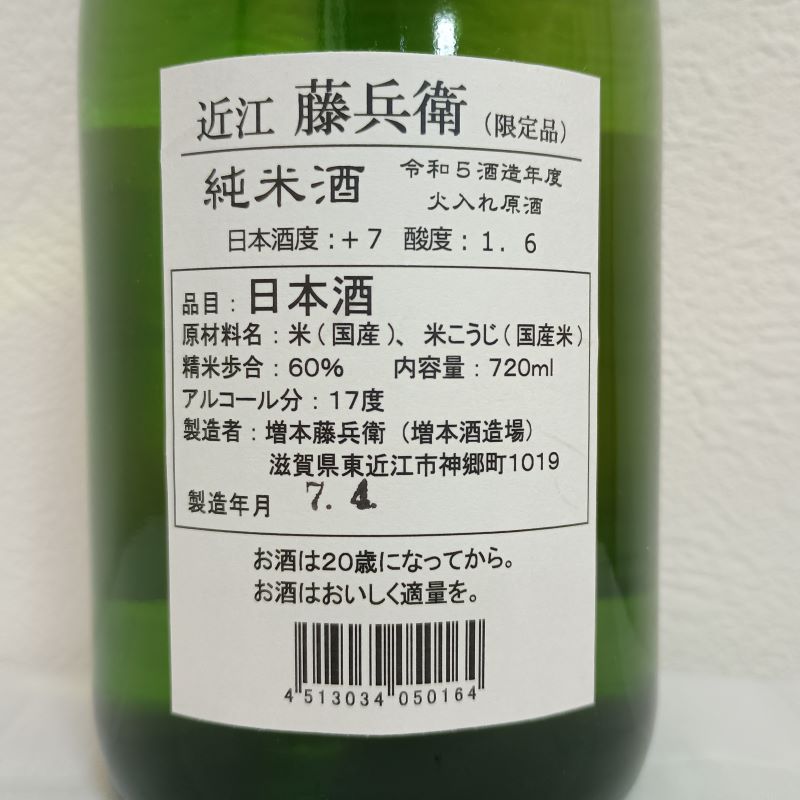 近江 藤兵衛 （限定品）
純米酒 令和５酒造年度
火入れ原酒
日本酒度：＋７ 酸度：１．６
品目：日本酒
原材料名：米（国産）、米こうじ（国産米）
精米歩合：60% 内容量：720ml
アルコール分：17度
製造者：増本藤兵衛（増本酒造場）
滋賀県東近江市神郷町1019
製造年月 7.4
お酒は20歳になってから。
お酒はおいしく適量を。
4 513034 050164